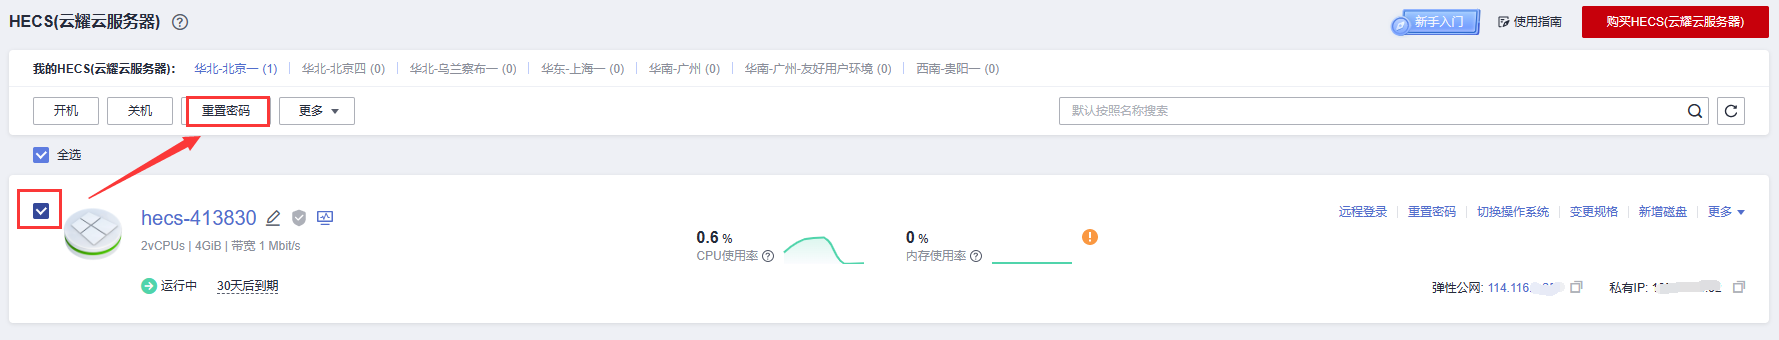 HECS(云耀云服务器)
新手入门
使用指南
购买HECS(云耀云服务器)
我的HECS(云耀云服务器)：
华北-北京一 (1)
华北-北京四 (0)
华北-乌兰察布一 (0)
华东-上海一 (0)
华南-广州 (0)
华南-广州-友好用户环境 (0)
西南-贵阳一 (0)
开机
关机
重置密码
更多
默认按照名称搜索
全选
hecs-413830
远程登录
重置密码
切换操作系统
变更规格
新增磁盘
更多
2vCPUs | 4GiB | 带宽 1 Mbit/s
0.6 %
CPU使用率
0 %
内存使用率
运行中
30天后到期
弹性公网: 114.116.
私有IP: